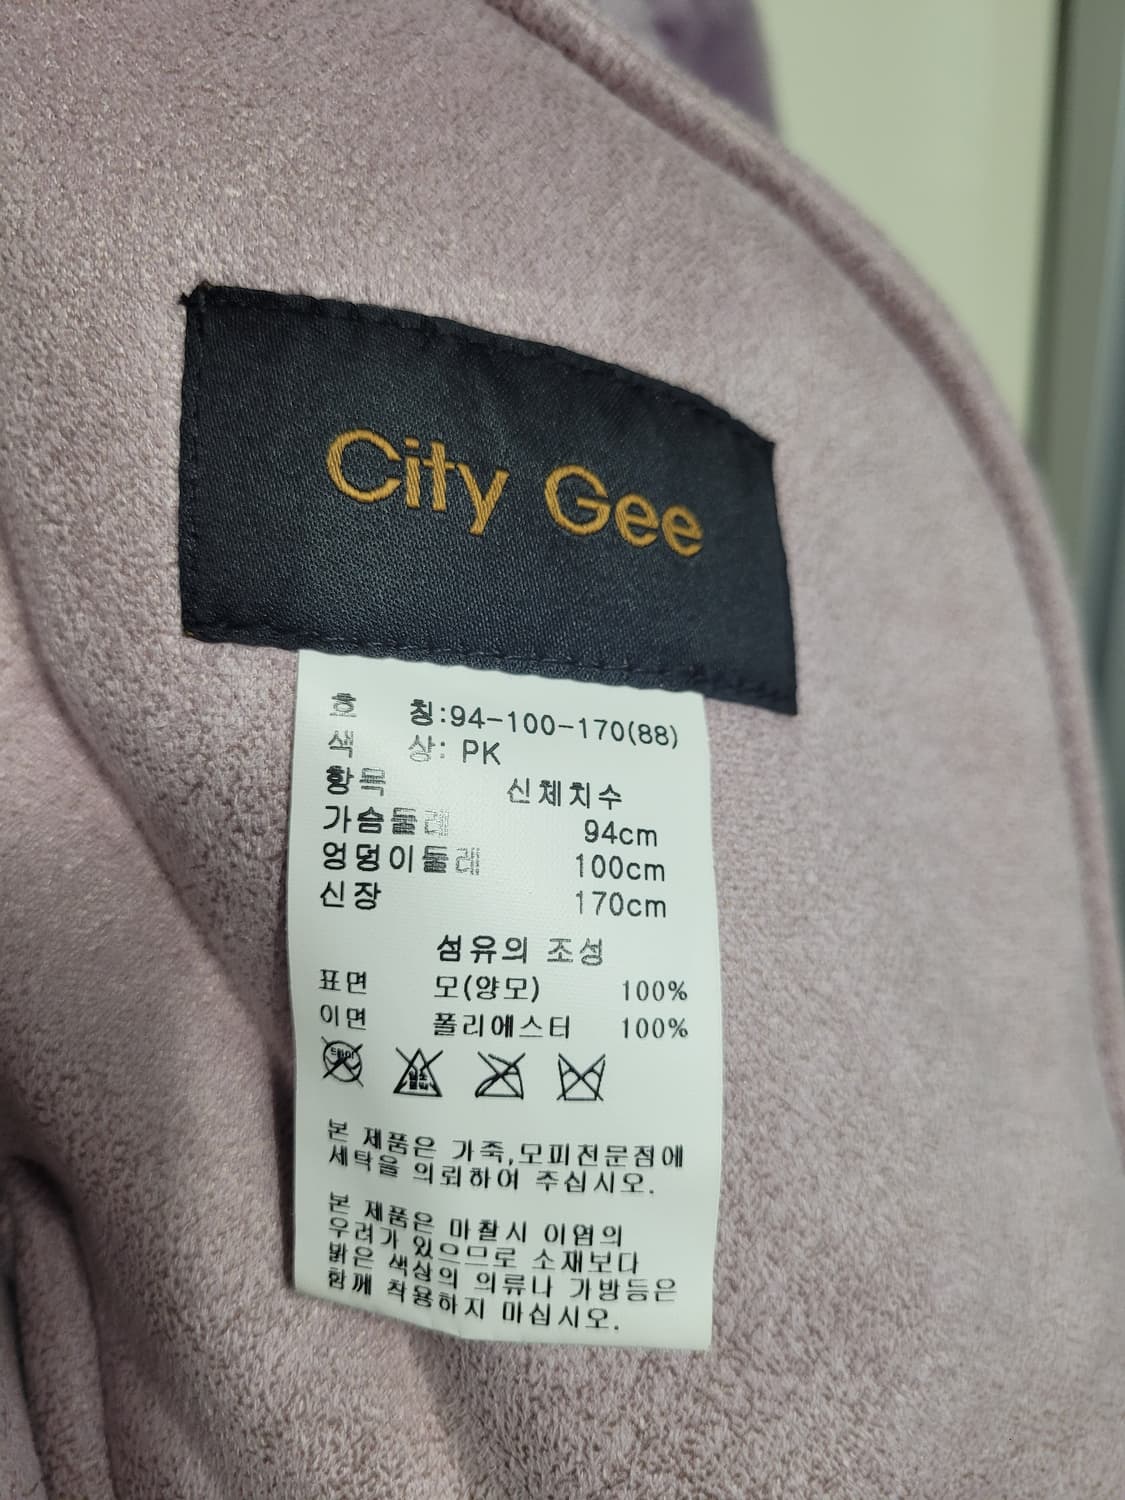 City Gee
호 칭:94-100-170(88)
색 상: PK
항목 신체치수
가슴둘레 94cm
엉덩이둘레 100cm
신장 170cm
섬유의 조성
표면 모(양모) 100%
이면 폴리에스터 100%
본 제품은 가죽,모피전문점에
세탁을 의뢰하여 주십시오.
본 제품은 마찰시 이염의
우려가 있으므로 소재보다
밝은 색상의 의류나 가방등은
함께 착용하지 마십시오.